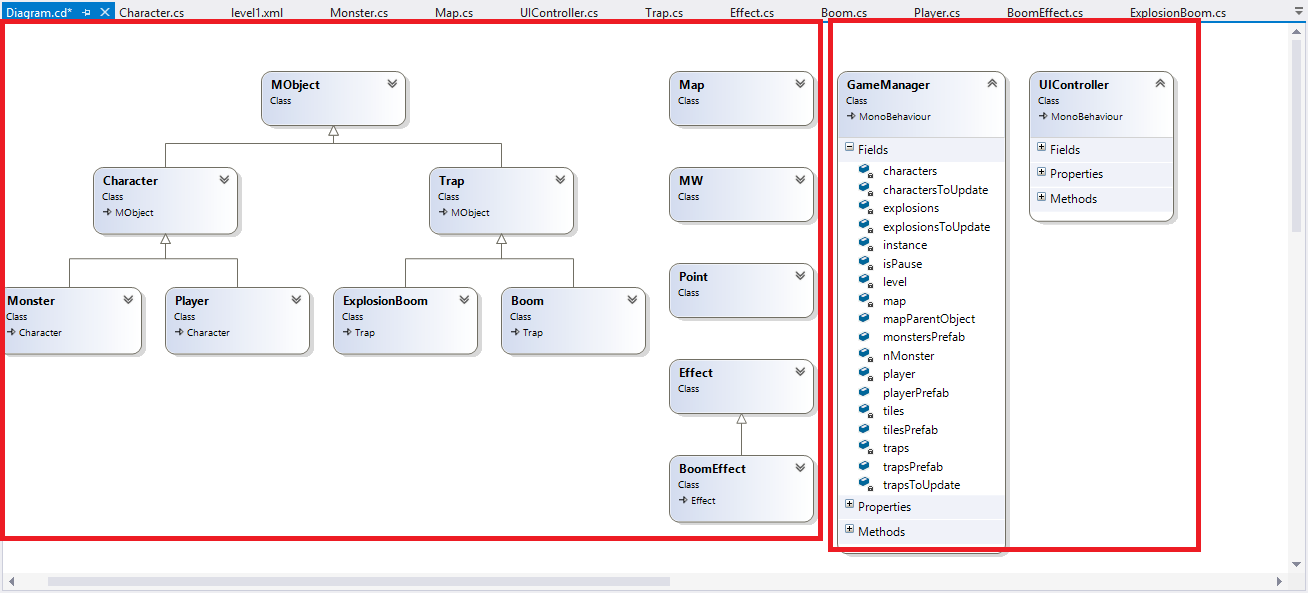 Diagram.cd*
Character.cs
level1.xml
Monster.cs
Map.cs
UIController.cs
Trap.cs
Effect.cs
Boom.cs
Player.cs
BoomEffect.cs
ExplosionBoom.cs
MObject
Class
Character
Class
MObject
Trap
Class
MObject
Monster
Class
Character
Player
Class
Character
ExplosionBoom
Class
Trap
Boom
Class
Trap
Map
Class
MW
Class
Point
Class
Effect
Class
BoomEffect
Class
Effect
GameManager
Class
MonoBehaviour
Fields
characters
charactersToUpdate
explosions
explosionsToUpdate
instance
isPause
level
map
mapParentObject
monstersPrefab
nMonster
player
playerPrefab
tiles
tilesPrefab
traps
trapsPrefab
trapsToUpdate
Properties
Methods
UIController
Class
MonoBehaviour
Fields
Properties
Methods